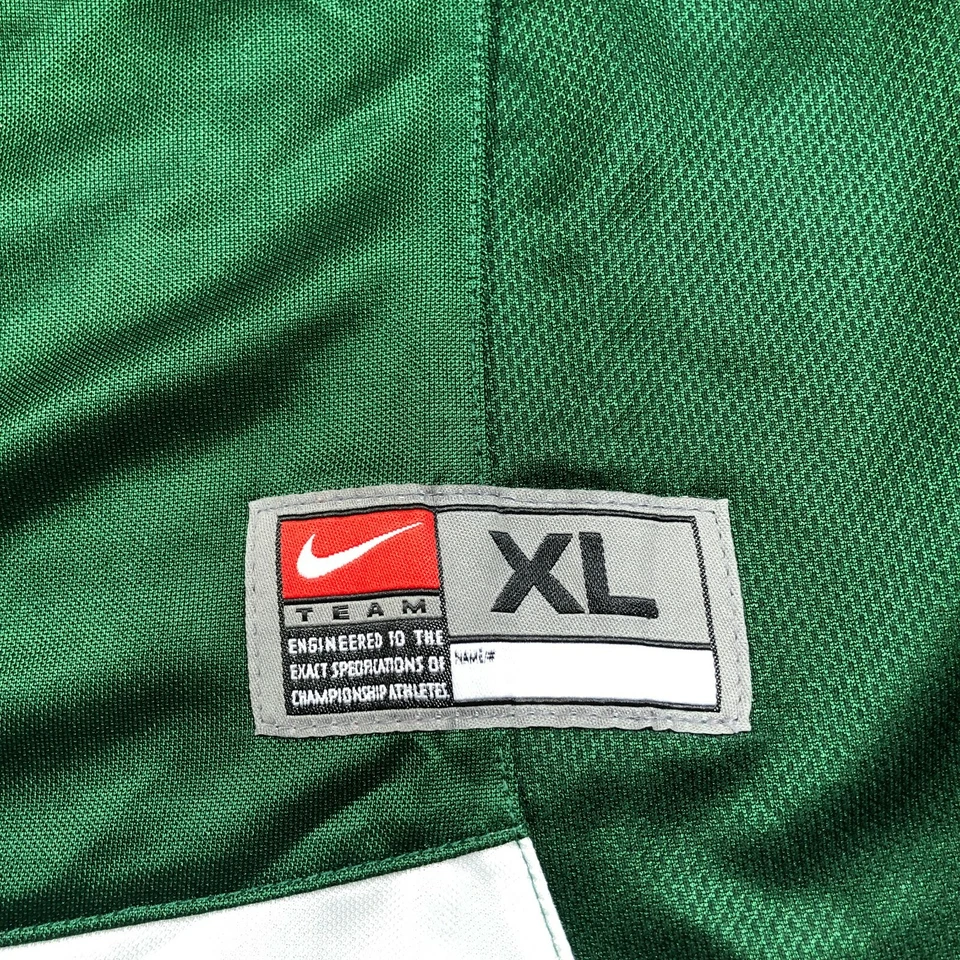 TEAM
ENGINEERED TO THE
EXACT SPECIFICATIONS OF
CHAMPIONSHIP ATHLETES.
XL
NAME/#